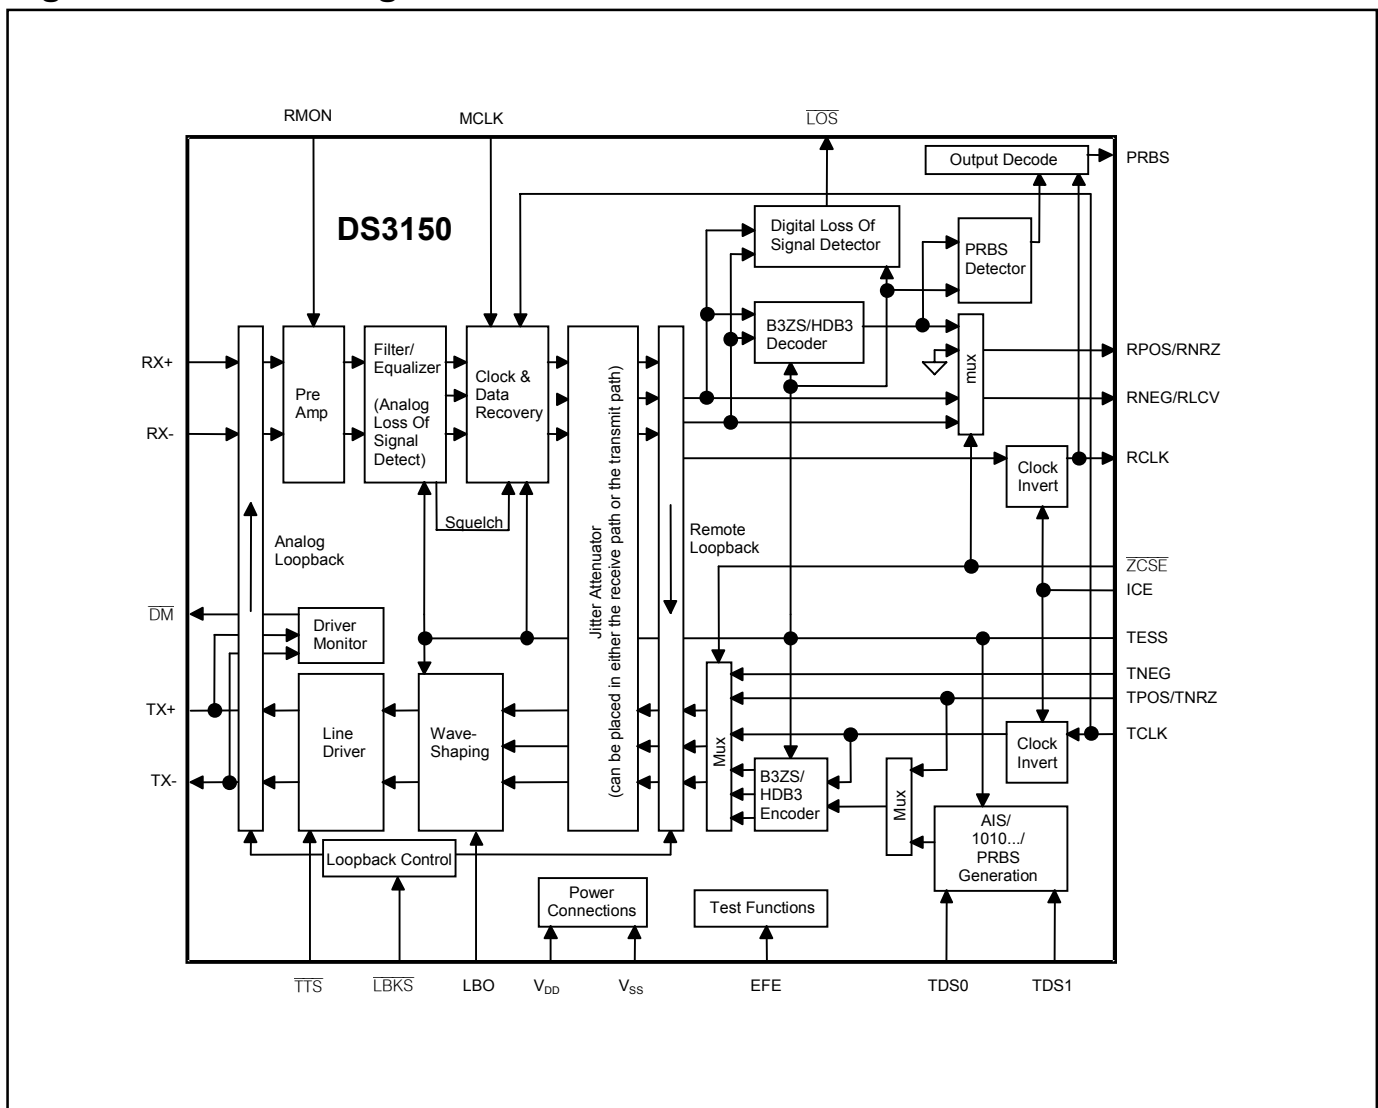 RMON
MCLK
LOS
Output Decode
PRBS
DS3150
Digital Loss Of
Signal Detector
PRBS
Detector
B3ZS/HDB3
Decoder
mux
RX+
RX-
Pre
Amp
Filter/
Equalizer
(Analog
Loss Of
Signal
Detect)
Clock &
Data
Recovery
Squelch
Jitter Attenuator
(can be placed in either the receive path or the transmit path)
RPOS/RNRZ
RNEG/RLCV
RCLK
Clock
Invert
Analog
Loopback
Remote
Loopback
ZCSE
ICE
TESS
TNEG
TPOS/TNRZ
TCLK
DM
Driver
Monitor
TX+
TX-
Line
Driver
Wave-
Shaping
Mux
B3ZS/
HDB3
Encoder
Mux
Clock
Invert
AIS/
1010.../
PRBS
Generation
Loopback Control
Power
Connections
Test Functions
TTS
LBKS
LBO
VDD
VSS
EFE
TDS0
TDS1